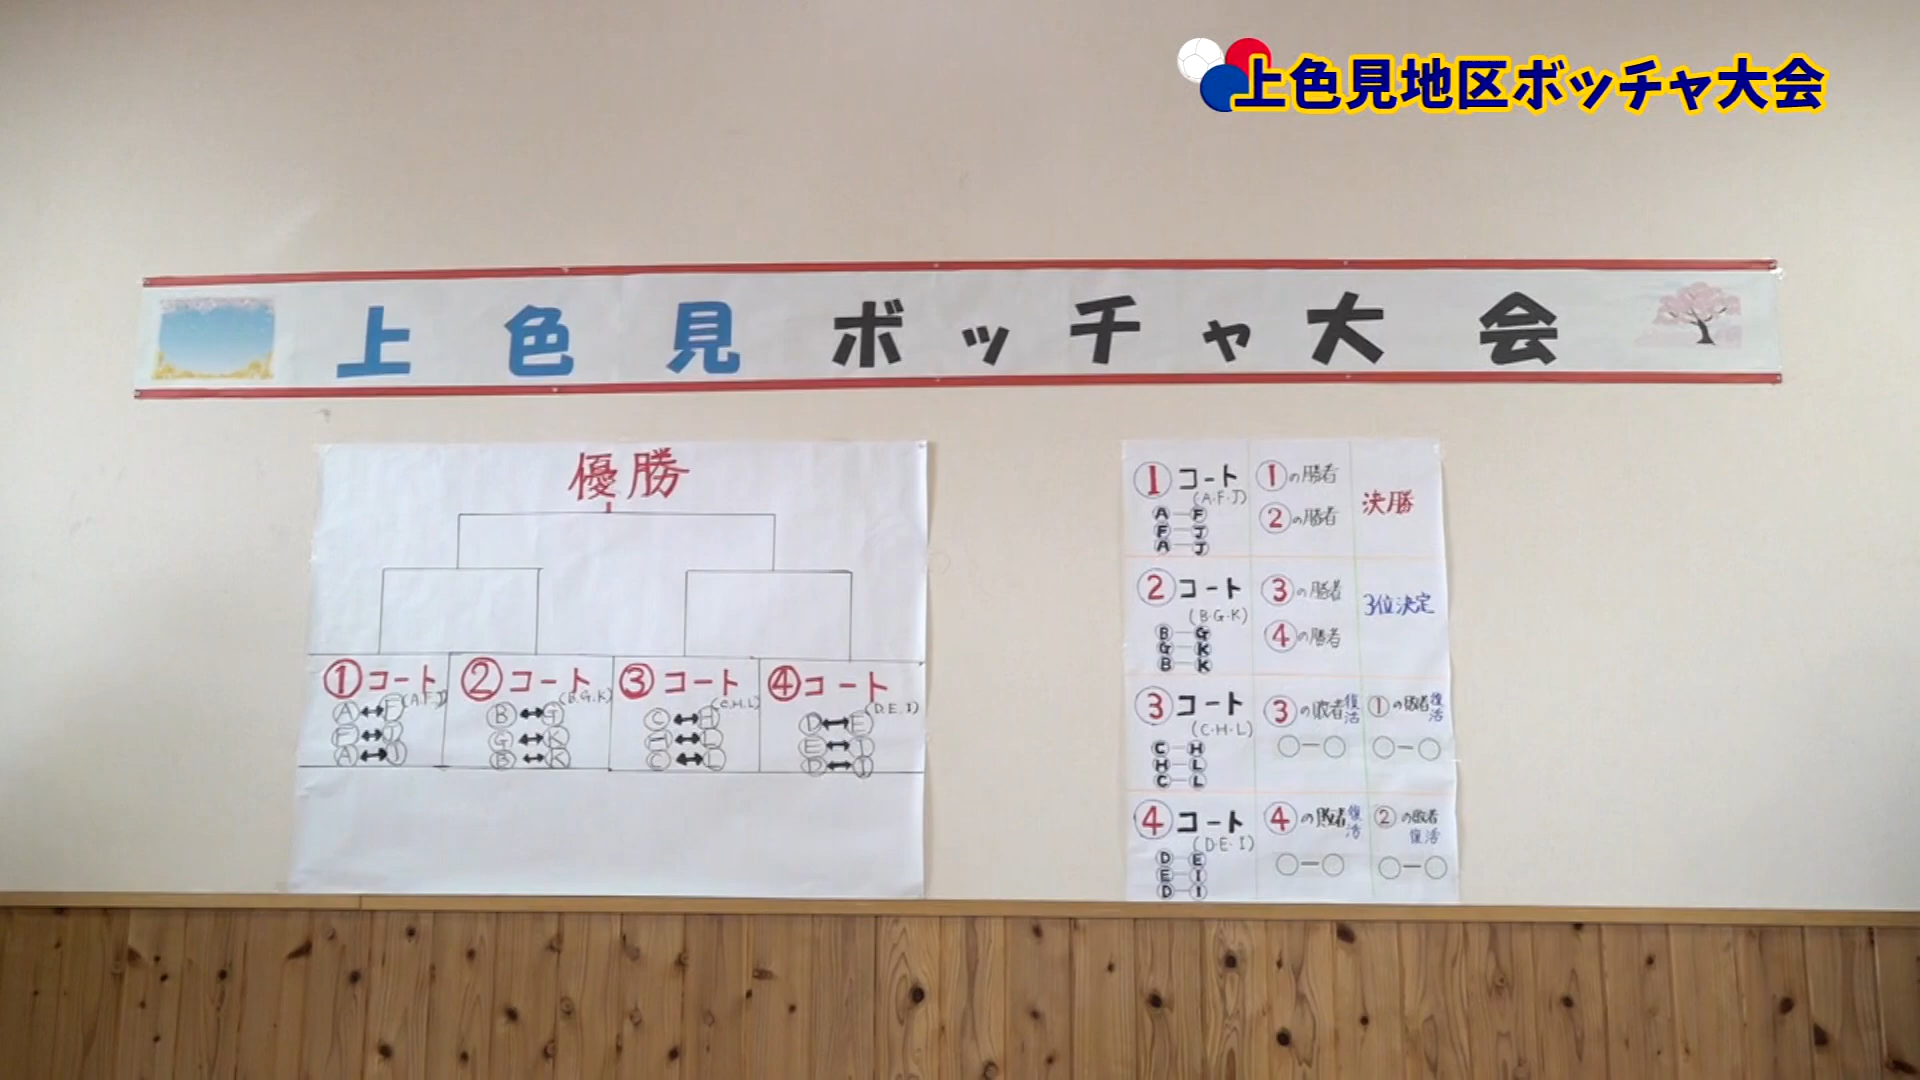 上色見地区ボッチャ大会
上色見ボッチャ大会
優勝
①コート
(A.F.J)
A↔F
F↔J
A↔J
②コート
(B.G.K)
B↔G
G↔K
B↔K
③コート
(C.H.L)
C↔H
H↔L
C↔L
④コート
(D.E.I)
D↔E
E↔I
D↔I
①コート
(A.F.J)
A―F
F―J
A―J
①の勝者
②の勝者
決勝
②コート
(B.G.K)
B―G
G―K
B―K
③の勝者
④の勝者
3位決定
③コート
(C.H.L)
C―H
H―L
C―L
③の敗者復活
○―○
①の敗者復活
○―○
④コート
(D.E.I)
D―E
E―I
D―I
④の敗者復活
○―○
②の敗者
復活
○―○